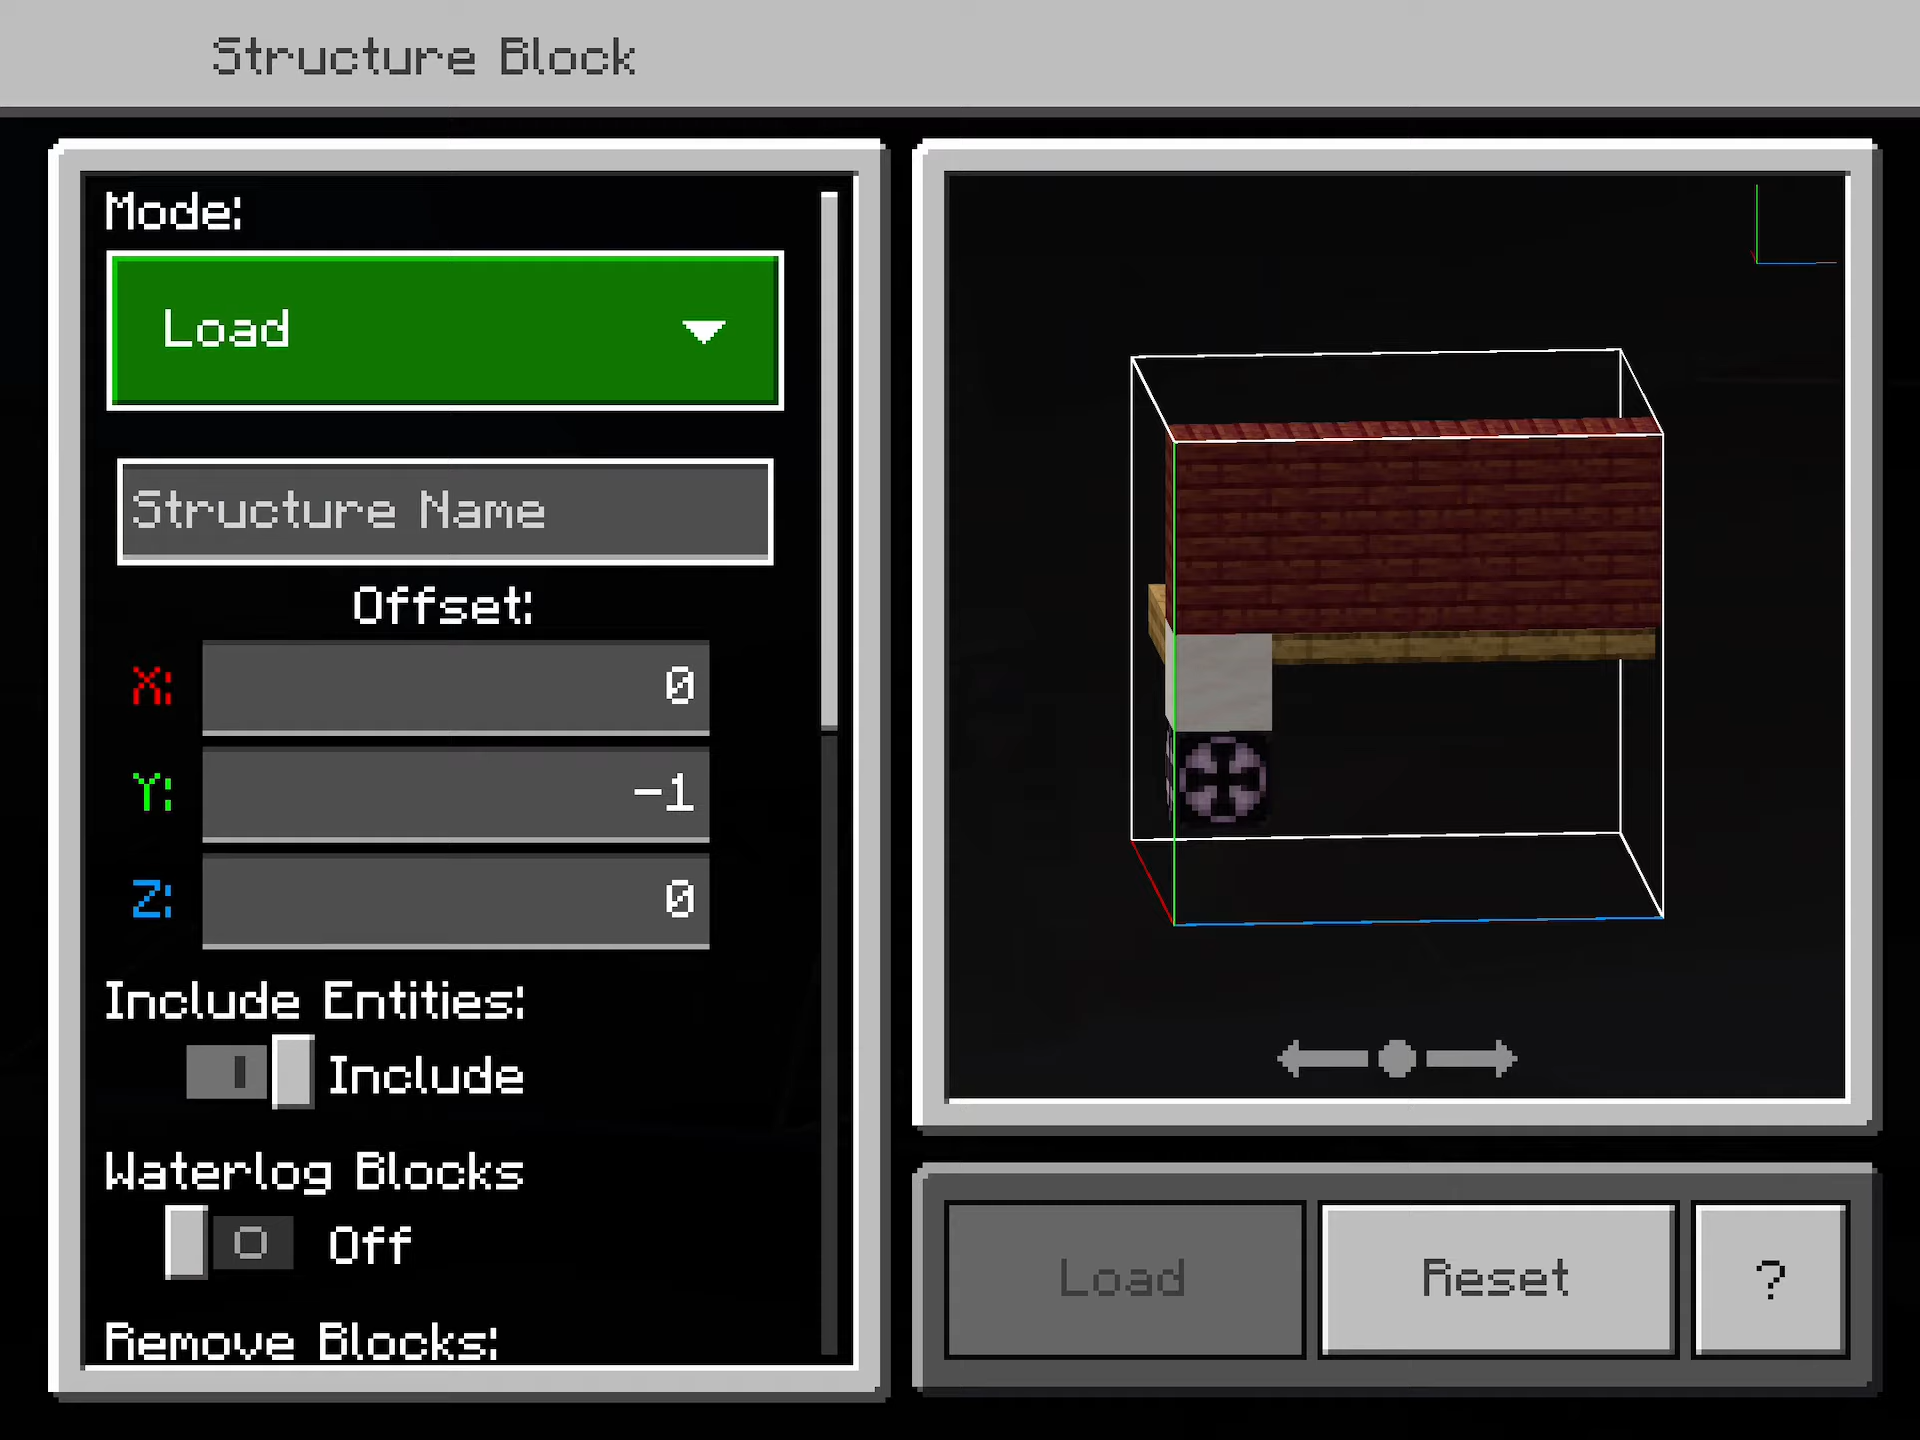 Structure Block
Mode:
Load
Structure Name
Offset:
X: 0
Y: -1
Z: 0
Include Entities:
Include
Waterlog Blocks
Off
Remove Blocks:
Load
Reset
?